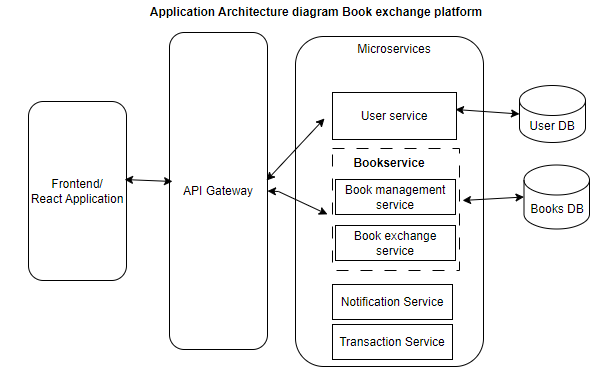 Application Architecture diagram Book exchange platform
Microservices
User service
User DB
Bookservice
Frontend/
React Application
API Gateway
Book management
service
Books DB
Book exchange
service
Notification Service
Transaction Service